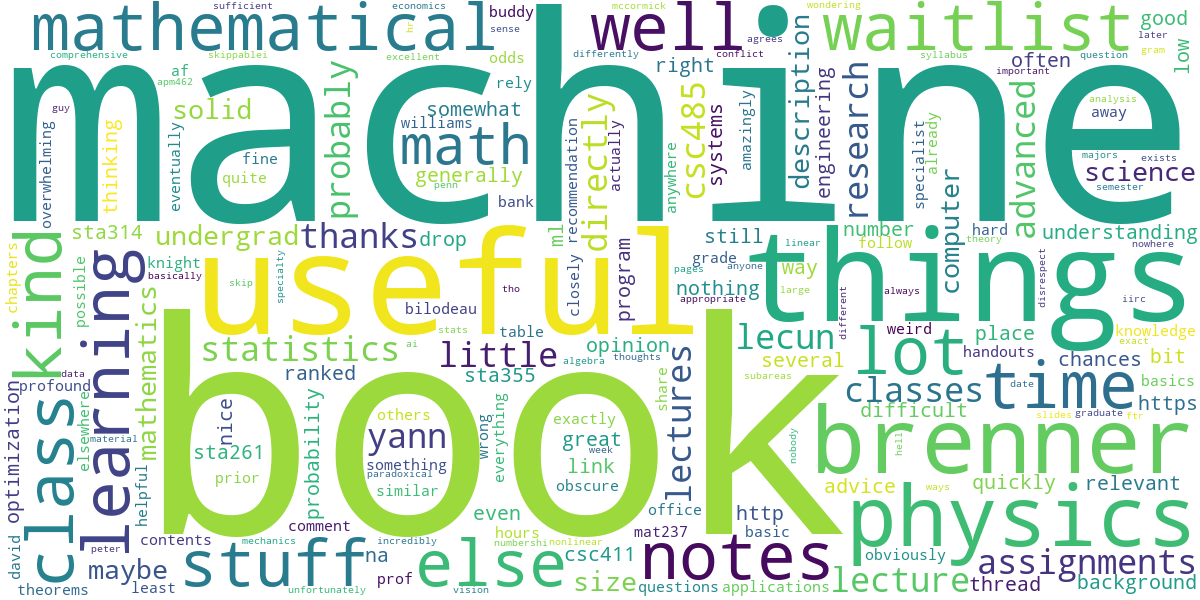 mathematical
sufficient
economics
buddy
mccormick
wondering
well
waitlist
good
later
low
comprehensive
skippable1
hr
sense
differently
agrees
syllabus
question
gram
af
apm462
excellent
odds
conflict
right
often
important
machine
guy
solid
rely
somewhat
williams
math
generally
penn
bank
probably
thinking
overwhelming
eventually
fine
quite
recommendation
actually
directly
anywhere
csc485
systems
amazingly
description
engineering
research
specialist
already
computer
advanced
analysis
away
majors
exists
science
semester
sta314
undergrad
thanks
drop
ml
closely
program
still
grade
nothing
linear
way
number
follow
theory
hard
nowhere
understanding
kind
chapters
learning
possible
knight
basically
mathematics
useful
skip
specialty
tho
bilodeau
table
pages
anyone
appropriate
large
always
different
things
disrespect
iirc
weird
knowledge
exact
statistics
stats
ai
little
opinion
lecun
several
place
handouts
chances
bit
data
profound
ranked
algebra
sta355
thoughts
share
subareas
lot
classes
time
date
basics
https
class
optimization
elsewhere
material
helpful
nice
sta261
prior
probability
book
others
yann
something
paradoxical
similar
wrong
everything
exactly
great
week
link
obscure
lectures
nobody
difficult
hell
slides
graduate
ftr
brenner
advice
ways
quickly
relevant
david
theorems
peter
contents
maybe
least
stuff
mechanics
unfortunately
comment
na
incredibly
prof
vision
else
even
hours
numbershi
nonlinear
csc411
size
office
questions
mat237
notes
http
basic
applications
physics
obviously
lecture
assignments
thread
background